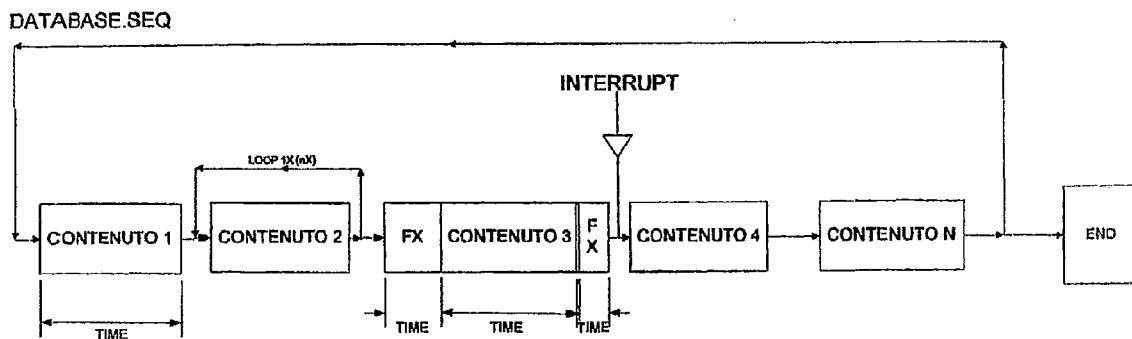 DATABASE.SEQ
INTERRUPT
LOOP 1X (nX)
CONTENUTO 1
CONTENUTO 2
FX
CONTENUTO 3
F
X
CONTENUTO 4
CONTENUTO N
END
TIME
TIME
TIME
TIME